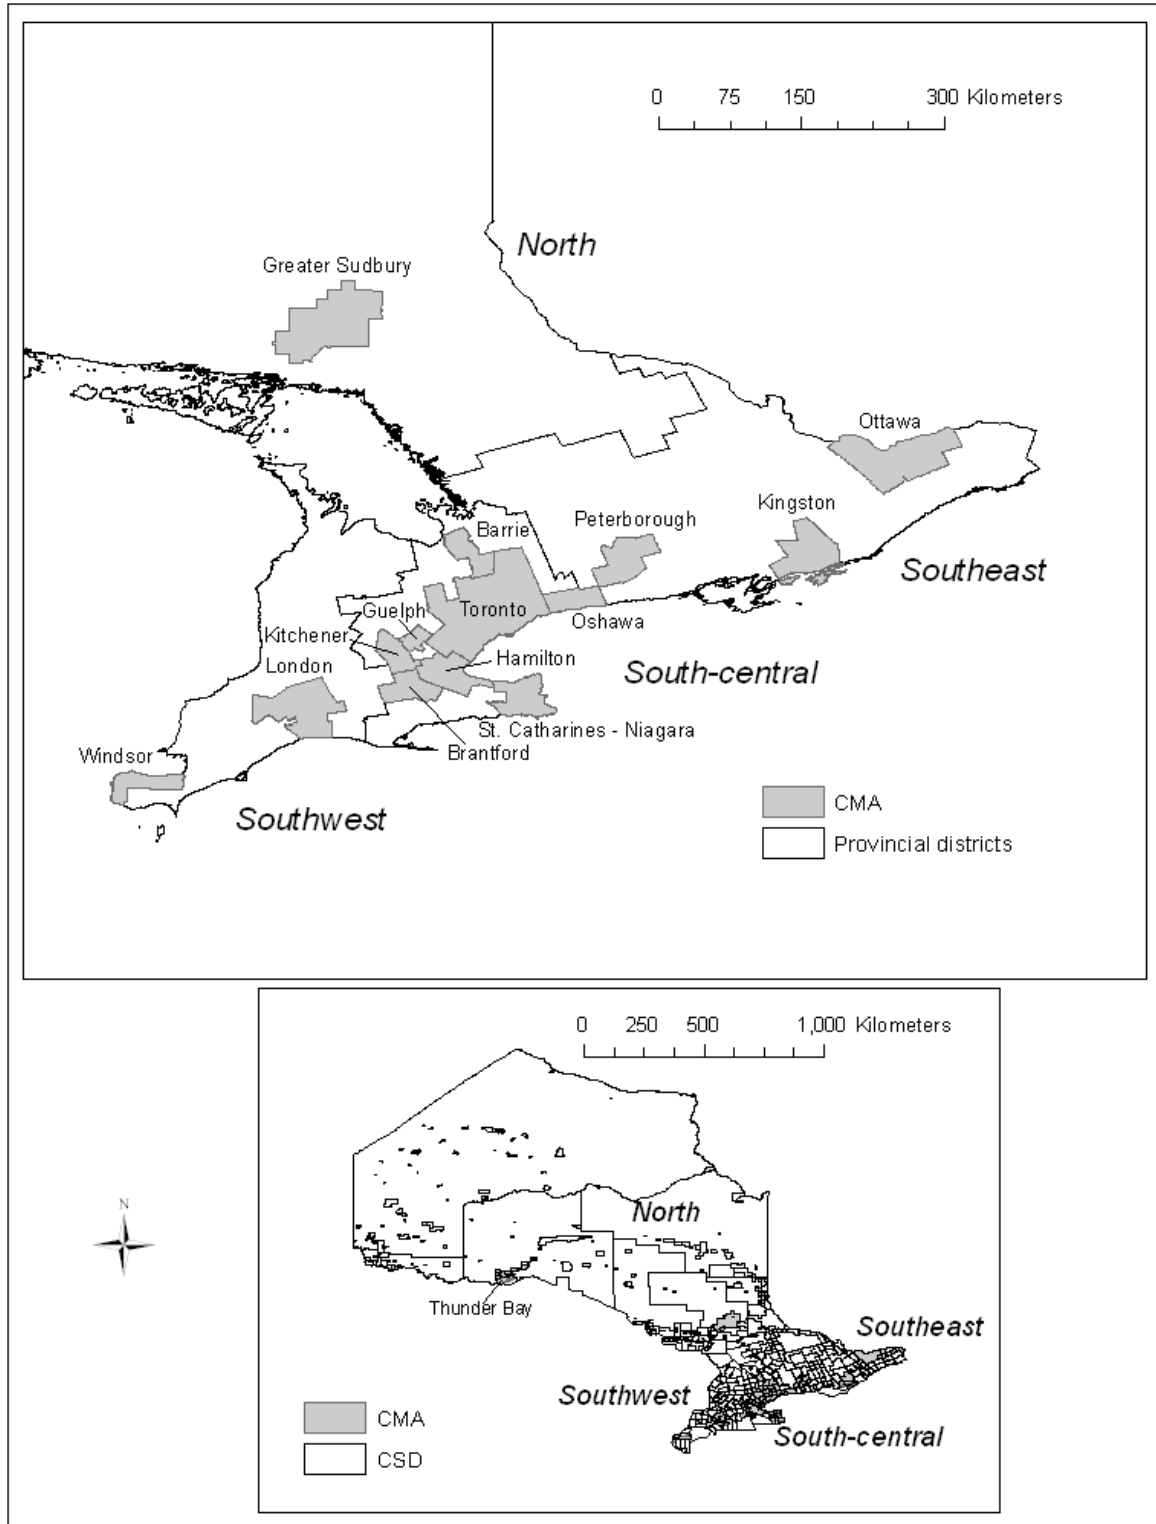 0 75 150 300 Kilometers
North
Greater Sudbury
Ottawa
Kingston
Peterborough
Barrie
Southeast
Guelph
Toronto
Oshawa
Kitchener
Hamilton
London
South-central
St. Catharines - Niagara
Brantford
Windsor
Southwest
CMA
Provincial districts
0 250 500 1,000 Kilometers
N
North
Thunder Bay
Southeast
Southwest
South-central
CMA
CSD